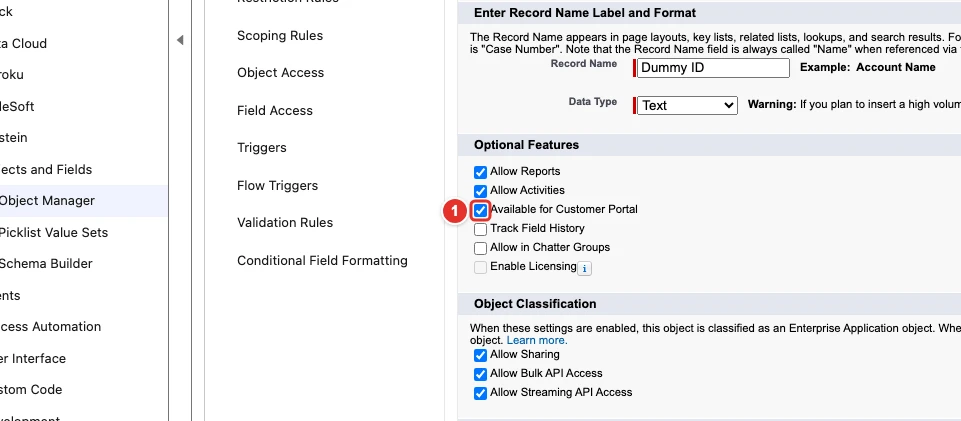 ck
ta Cloud
roku
leSoft
stein
ects and Fields
Object Manager
Picklist Value Sets
Schema Builder
ents
cess Automation
er Interface
stom Code
velopment
Restriction Rules
Scoping Rules
Object Access
Field Access
Triggers
Flow Triggers
Validation Rules
Conditional Field Formatting
Enter Record Name Label and Format
The Record Name appears in page layouts, key lists, related lists, lookups, and search results. Fo
is "Case Number". Note that the Record Name field is always called "Name" when referenced via
Record Name Dummy ID Example: Account Name
Data Type Text Warning: If you plan to insert a high volum
Optional Features
Allow Reports
Allow Activities
1 Available for Customer Portal
Track Field History
Allow in Chatter Groups
Enable Licensing i
Object Classification
When these settings are enabled, this object is classified as an Enterprise Application object. Whe
object. Learn more.
Allow Sharing
Allow Bulk API Access
Allow Streaming API Access